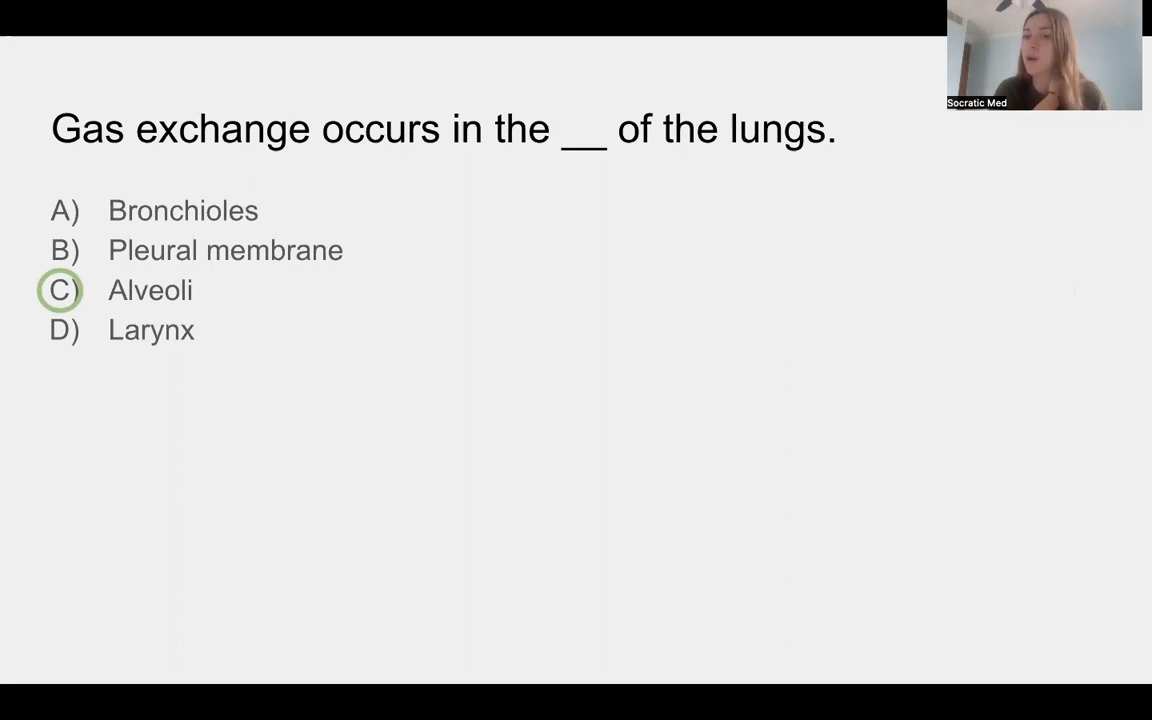 Socratic Med
Gas exchange occurs in the __ of the lungs.
A) Bronchioles
B) Pleural membrane
C) Alveoli
D) Larynx